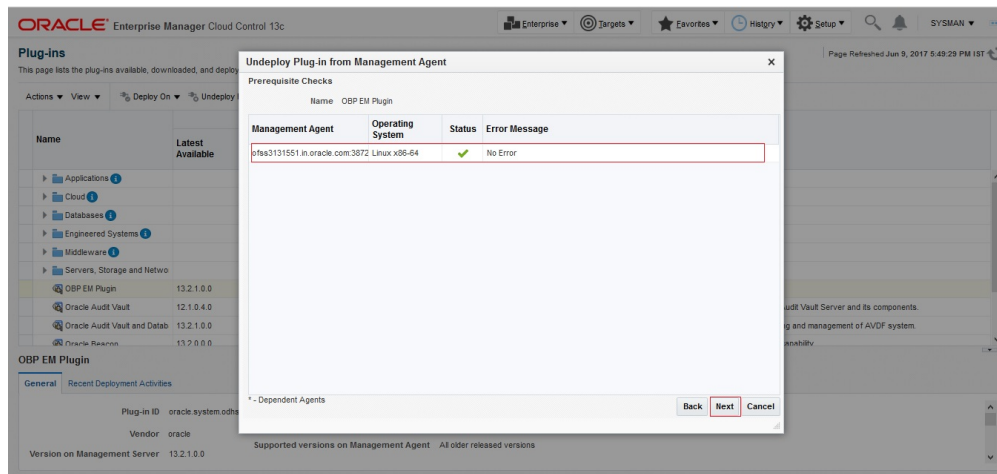 ORACLE Enterprise Manager Cloud Control 13c
Enterprise Targets Favorites History Setup SYSMAN
Plug-ins
Page Refreshed Jun 9, 2017 5:49:29 PM IST
This page lists the plug-ins available, downloaded, and deploy
Actions View Deploy On Undeploy
Name
Latest Available
Applications
Cloud
Databases
Engineered Systems
Middleware
Servers, Storage and Netwo
OBP EM Plugin 13.2.1.0.0
Oracle Audit Vault 12.1.0.4.0
Audit Vault Server and its components.
Oracle Audit Vault and Datab 13.2.1.0.0
g and management of AVDF system.
Oracle Beacon 13.2.0.0.0
Undeploy Plug-in from Management Agent
Prerequisite Checks
Name OBP EM Plugin
Management Agent Operating System Status Error Message
ofss3131551.in.oracle.com:3872 Linux x86-64 No Error
* - Dependent Agents
Back Next Cancel
OBP EM Plugin
General Recent Deployment Activities
Plug-in ID oracle.system.odhs
Vendor oracle
Version on Management Server 13.2.1.0.0
Supported versions on Management Agent All older released versions